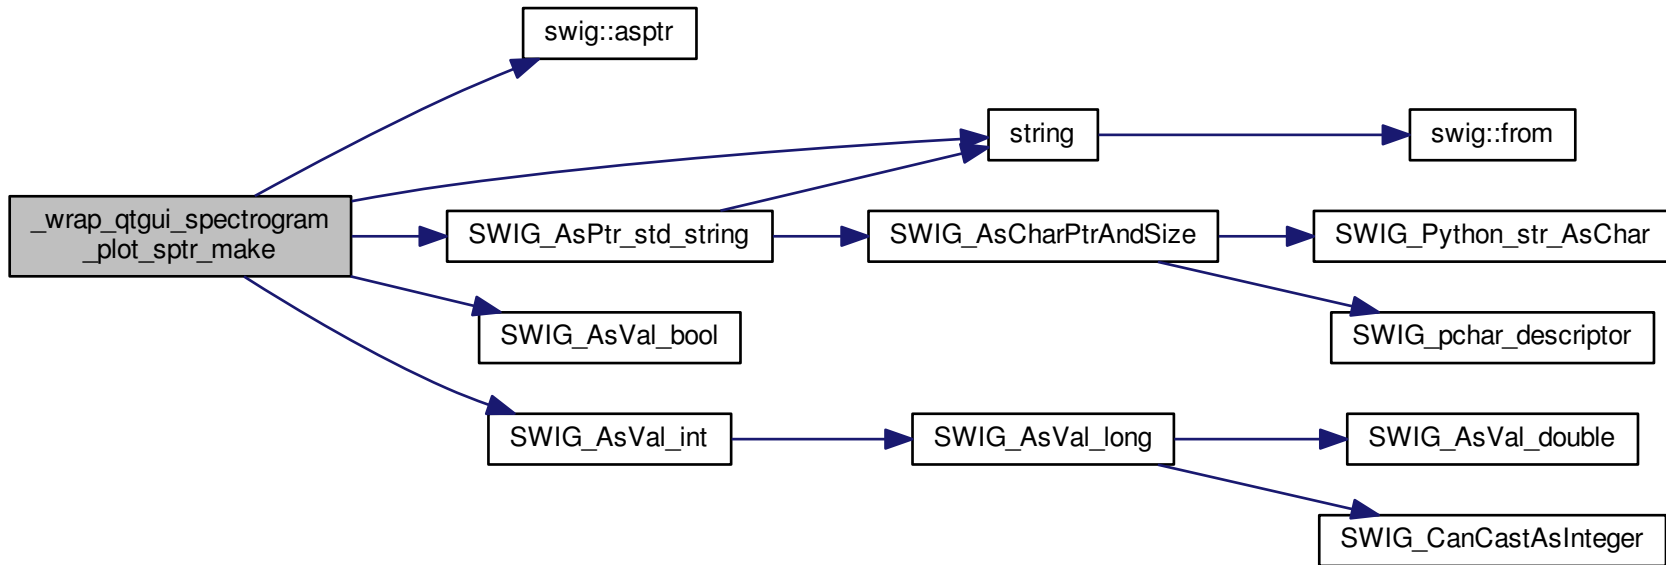 swig::asptr
string
swig::from
_wrap_qtgui_spectrogram
_plot_sptr_make
SWIG_AsPtr_std_string
SWIG_AsCharPtrAndSize
SWIG_Python_str_AsChar
SWIG_AsVal_bool
SWIG_pchar_descriptor
SWIG_AsVal_int
SWIG_AsVal_long
SWIG_AsVal_double
SWIG_CanCastAsInteger